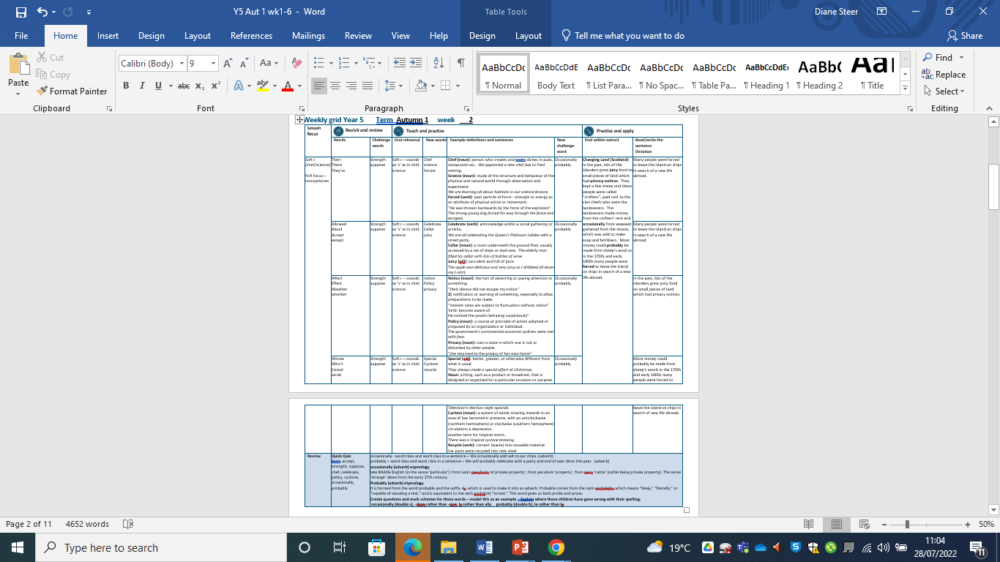 Y5 Aut 1 wk1-6 - Word
Table Tools
Diane Steer
File Home Insert Design Layout References Mailings Review View Help Design Layout Tell me what you want to do Share
Paste
Cut
Copy
Format Painter
Calibri (Body) 9
AaBbCcDc AaBbCcDdE AaBbCcDc AaBbCcDc AaBbCcDc AaBbCcDdEe AaBbC AaBbCcDdEe AaB
¶ Normal Body Text ¶ List Para... ¶ No Spac... ¶ Table Pa... ¶ Heading 1 ¶ Heading 2 ¶ Title
Find
Replace
Select
Clipboard Font Paragraph Styles Editing
Weekly grid Year 5 Term Autumn 1 week 2
Lesson focus
Revisit and review
Teach and practise
Practise and apply
Words
Challenge words
Oral rehearsal
New words
Example definitions and sentences
New challenge word
Find within extract
Read/write the sentence
Dictation
Soft c
(chef/science)
R+R focus –
homophones
Their
There
They're
Strength
suppose
Soft c – sounds
as 's' as in chef,
science
Chef
science
forced
Chef (noun): person who creates and dishes in pubs,
restaurants etc. We appointed a new chef due to Fred
retiring.
Science (noun): study of the structure and behaviour of the
physical and natural world through observation and
experiment.
We are learning all about habitats in our science lessons
forced (verb): past particle of force - strength or energy as
an attribute of physical action or movement.
"He was thrown backwards by the force of the explosion"
The strong young dog forced his way through the fence and
escaped.
Occasionally
probably
Changing Land (Scotland)
In the past, lots of the
islanders grew juicy food on
small pieces of land which
had privacy notices. They
kept a few sheep and these
people were called
"crofters", paid rent to the
clan chiefs who were the
landowners. The
landowners made money
from the crofters' rent and
occasionally from seaweed
gathered from the shores,
which was sold to make
soap and fertilisers. More
money could probably be
made from sheep's wool so
in the 1700s and early
1800s many people were
forced to leave the island
on ships in search of a new
life abroad.
Many people were forced
to leave the island on ships
in search of a new life
abroad.
Allowed
Aloud
Accept
except
Strength
suppose
Soft c – sounds
as 's' as in chef,
science
Celebrate
Cellar
juicy
Celebrate (verb): acknowledge within a social gathering or
activity.
We are all celebrating the Queen's Platinum Jubilee with a
street party.
Cellar (noun): a room underneath the ground floor usually
accessed by a set of steps or staircase. The elderly man
filled his cellar with lots of bottles of wine.
Juicy (adj): succulent and full of juice
The apple was delicious and very juicy so I dribbled all down
my t-shirt.
Occasionally
probably
Many people were forced
to leave the island on ships
in search of a new life
abroad.
Affect
Effect
Weather
whether
Strength
suppose
Soft c – sounds
as 's' as in chef,
science
notice
Policy
privacy
Notice (noun): the fact of observing or paying attention to
something.
"their silence did not escape my notice"
2) notification or warning of something, especially to allow
preparations to be made.
"interest rates are subject to fluctuation without notice"
Verb: become aware of.
He noticed the youths behaving suspiciously"
Policy (noun): a course or principle of action adopted or
proposed by an organization or individual.
The government's controversial economic policies were met
with fear.
Privacy (noun): own a state in which one is not or
disturbed by other people.
"she returned to the privacy of her own home"
Occasionally
probably
In the past, lots of the
islanders grew juicy food
on small pieces of land
which had privacy notices.
Whose
Who's
Cereal
serial
Strength
suppose
Soft c – sounds
as 's' as in chef,
science
Special
Cyclone
recycle
Special (adj): better, greater, or otherwise different from
what is usual.
They always made a special effort at Christmas.
Noun: a thing, such as a product or broadcast, that is
designed or organized for a particular occasion or purpose.
Occasionally
probably
More money could
probably be made from
sheep's wools in the 1700s
and early 1800s many
people were forced to
Television's election night specials.
Cyclone (noun): a system of winds rotating inwards to an
area of low barometric pressure, with an anticlockwise
(northern hemisphere) or clockwise (southern hemisphere)
circulation; a depression.
another term for tropical storm.
There was a tropical cyclone brewing.
Recycle (verb): convert (waste) into reusable material.
Car parts were recycled into new steel.
leave the island on ships in
search of new life abroad.
Review
Quick Quiz
their, accept,
strength, suppose,
chef, celebrate,
policy, cyclone,
occasionally,
probably
occasionally - word class and word class in a sentence – We occasionally add salt to our chips. (adverb)
probably – word class and word class in a sentence – We will probably celebrate with a party and end of year disco this year. (adverb)
occasionally (adverb) etymology
late Middle English (in the sense 'particular'): from Latin 'of private property', from peculium 'property', from 'cattle' (cattle being private property). The sense
'strange' dates from the early 17th century.
Probably (adverb) etymology
It is formed from the word probable and the suffix -ly, which is used to make it into an adverb. Probable comes from the Latin which means "likely," "literally," or
"capable of standing a test," and is equivalent to the verb "to test." This word gives us both probe and prove.
Create questions and mark schemes for these words – model this as an example – Explain where these children have gone wrong with their spelling:
occasionally (double s), rather than rather than ally probably (double b), le rather than
Page 2 of 11 4652 words
50%
Type here to search
19°C
11:04
28/07/2022
11